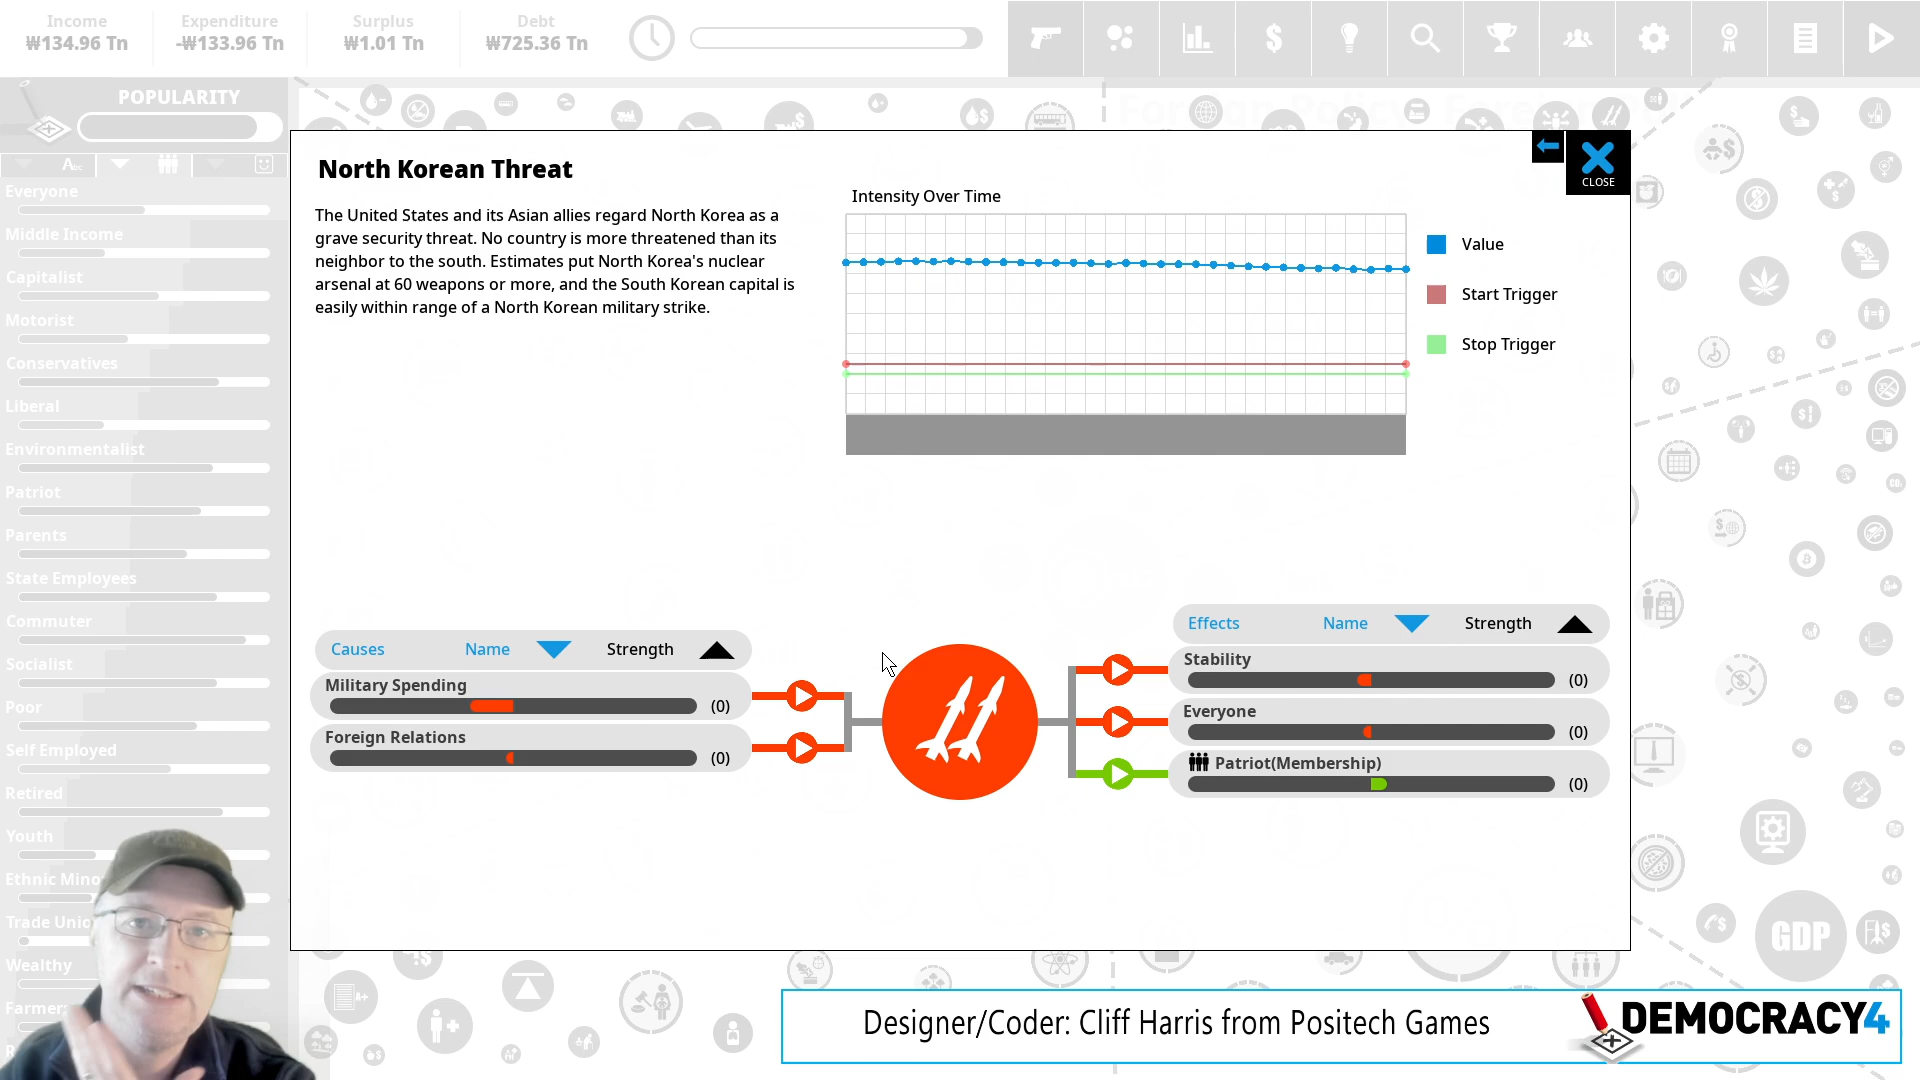 Income
₩134.96 Tn
Expenditure
-₩133.96 Tn
Surplus
₩1.01 Tn
Debt
₩725.36 Tn
POPULARITY
Everyone
Middle Income
Capitalist
Motorist
Conservatives
Liberal
Environmentalist
Patriot
Parents
State Employees
Commuter
Socialist
Poor
Self Employed
Retired
Youth
Ethnic Mino
Trade Unio
Wealthy
Farmers
North Korean Threat
The United States and its Asian allies regard North Korea as a
grave security threat. No country is more threatened than its
neighbor to the south. Estimates put North Korea's nuclear
arsenal at 60 weapons or more, and the South Korean capital is
easily within range of a North Korean military strike.
Intensity Over Time
Value
Start Trigger
Stop Trigger
CLOSE
Causes Name Strength
Military Spending
(0)
Foreign Relations
(0)
Effects Name Strength
Stability
(0)
Everyone
(0)
Patriot(Membership)
(0)
GDP
Designer/Coder: Cliff Harris from Positech Games
DEMOCRACY4